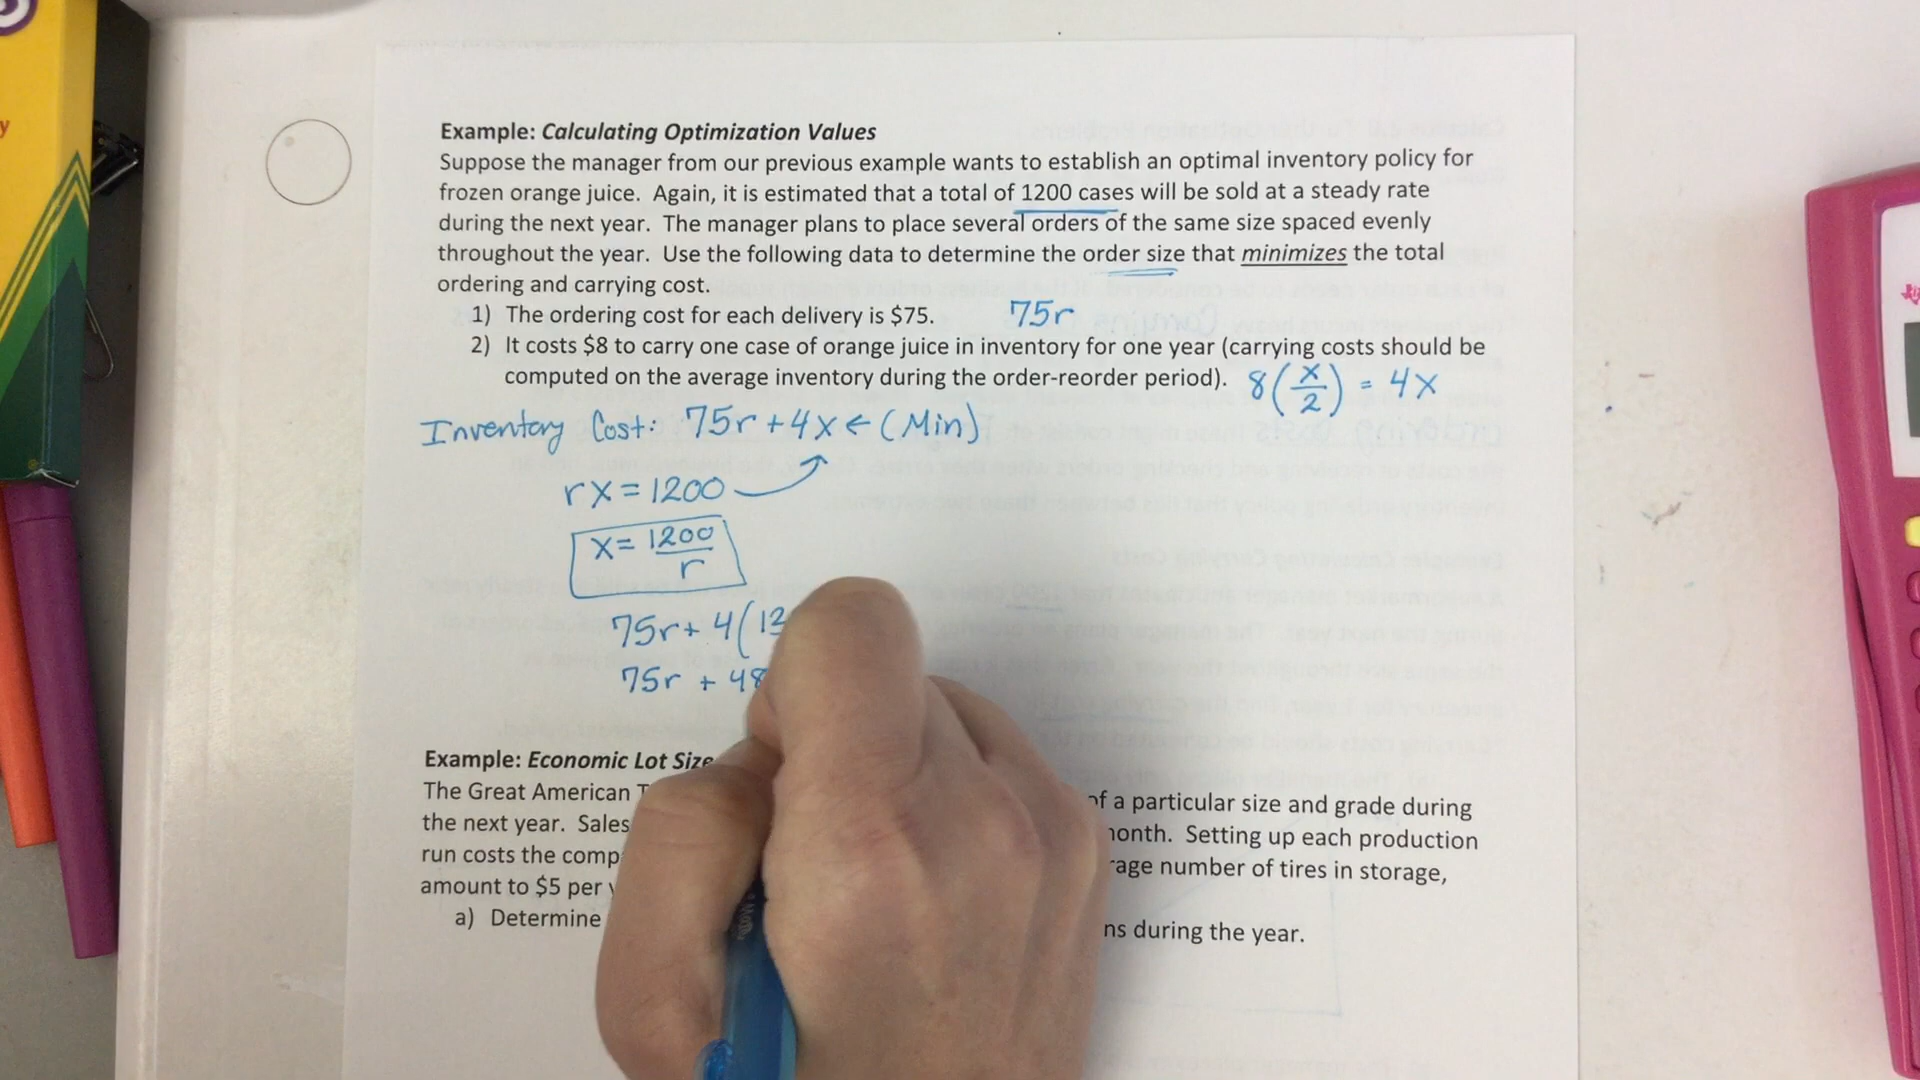 Example: Calculating Optimization Values
Suppose the manager from our previous example wants to establish an optimal inventory policy for
frozen orange juice. Again, it is estimated that a total of 1200 cases will be sold at a steady rate
during the next year. The manager plans to place several orders of the same size spaced evenly
throughout the year. Use the following data to determine the order size that minimizes the total
ordering and carrying cost.
1) The ordering cost for each delivery is $75. 75r
2) It costs $8 to carry one case of orange juice in inventory for one year (carrying costs should be
computed on the average inventory during the order-reorder period). 8(x/2) = 4x
Inventory Cost: 75r + 4x ← (Min)
rx = 1200
x = 1200/r
75r + 4(12
75r + 48
Example: Economic Lot Size
The Great American of a particular size and grade during
the next year. Sales month. Setting up each production
run costs the number of tires in storage,
amount to $5 per
a) Determine during the year.